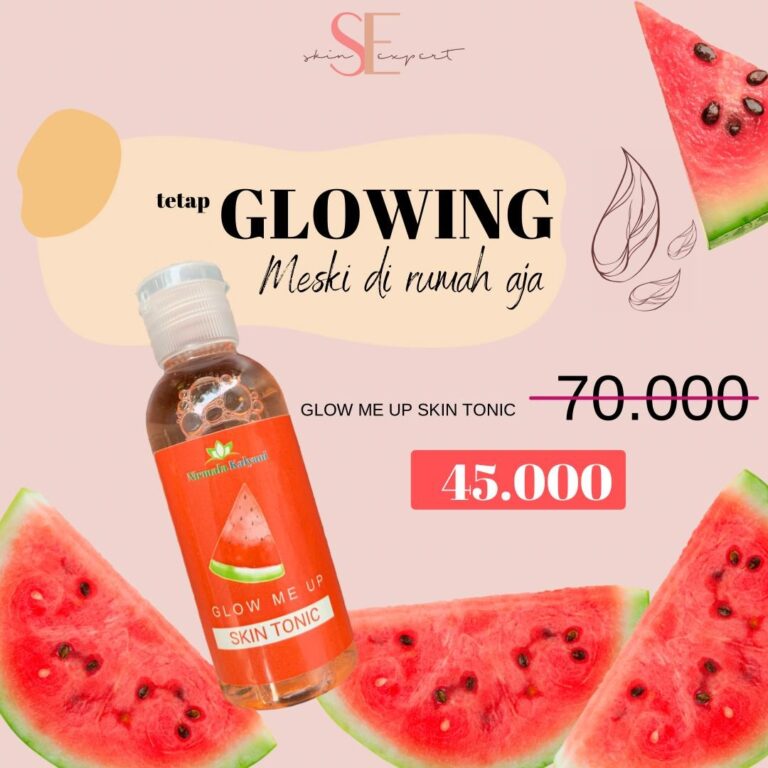 SE
skin expert
tetap GLOWING
Meski di rumah aja
GLOW ME UP SKIN TONIC 70.000
45.000
Nemafa-Kalyani
GLOW ME UP
SKIN TONIC